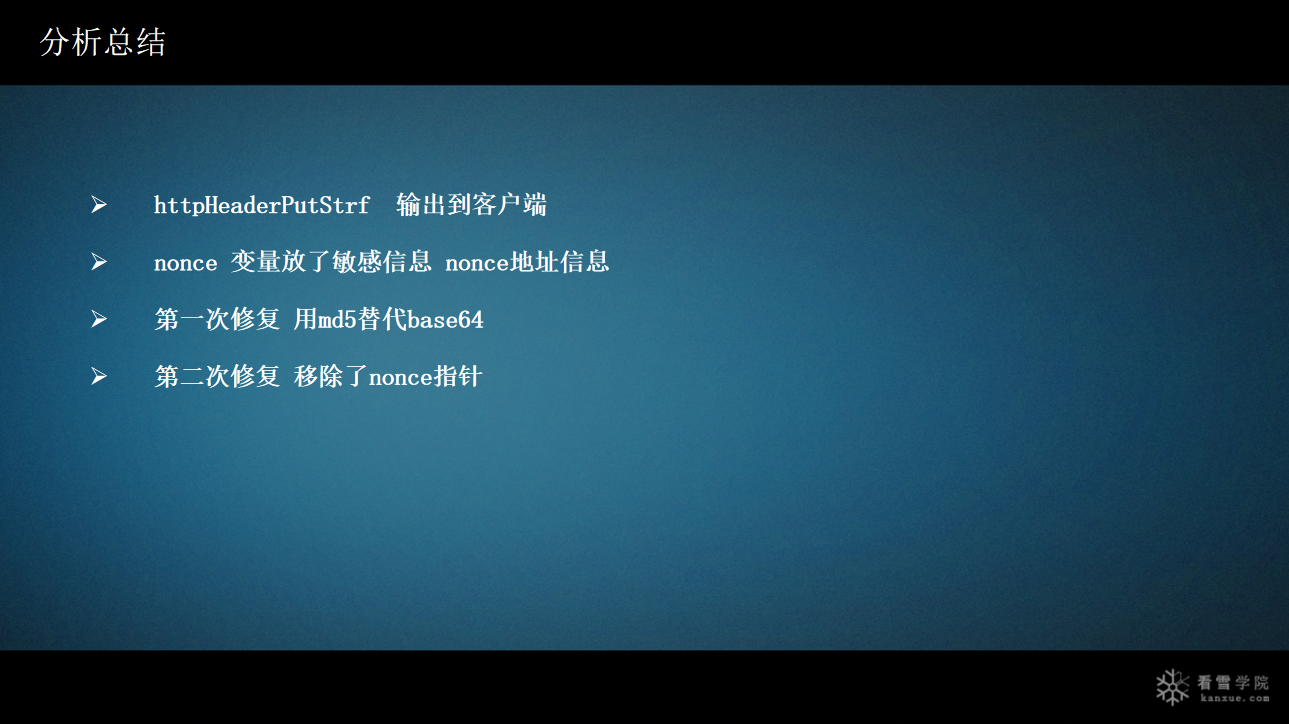 分析总结
httpHeaderPutStrf 输出到客户端
nonce 变量放了敏感信息 nonce地址信息
第一次修复 用md5替代base64
第二次修复 移除了nonce指针
看雪学院
kanxue.com